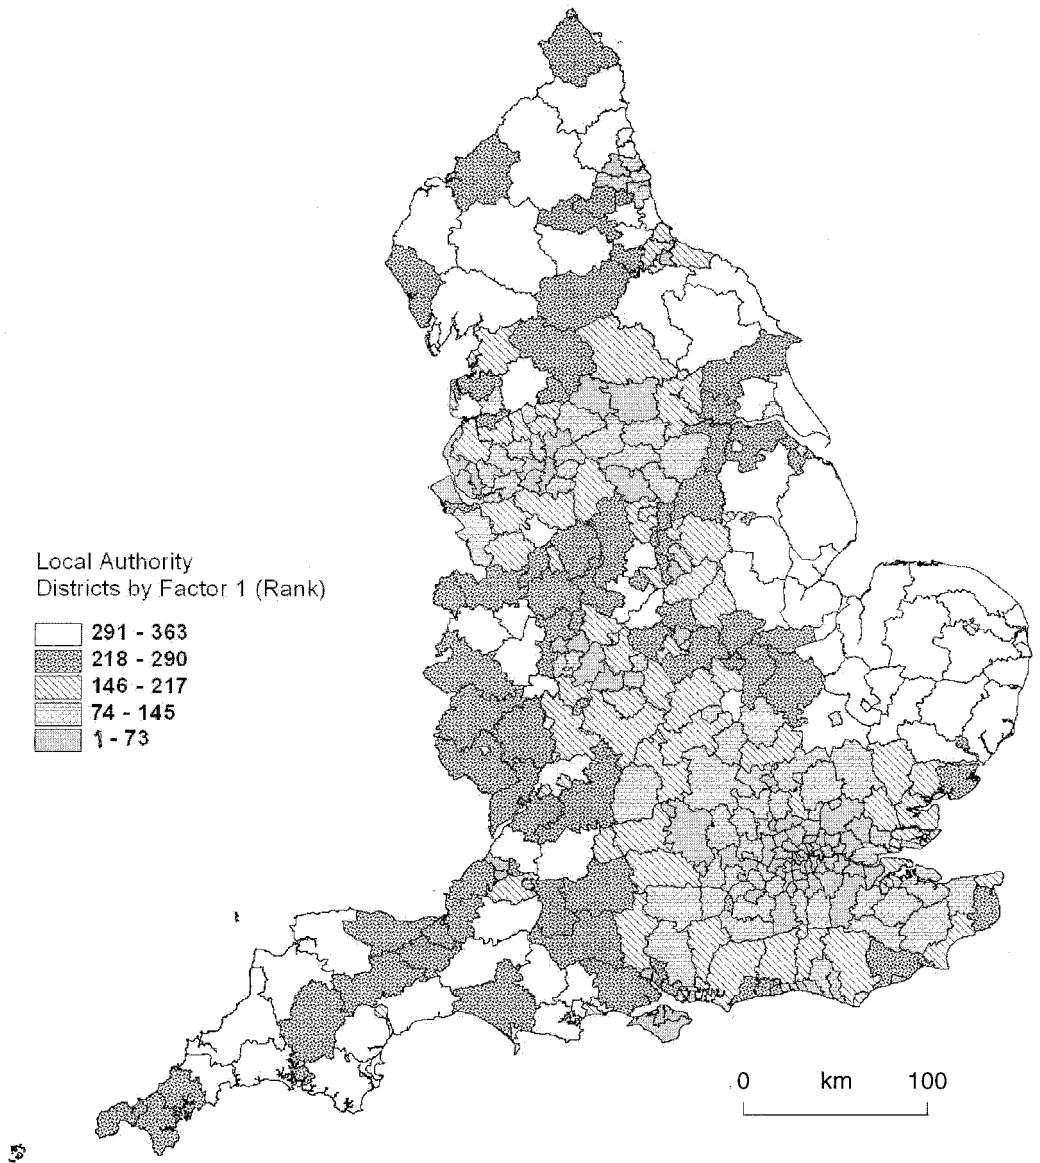 Local Authority
Districts by Factor 1 (Rank)
291 - 363
218 - 290
146 - 217
74 - 145
1 - 73
0 km 100